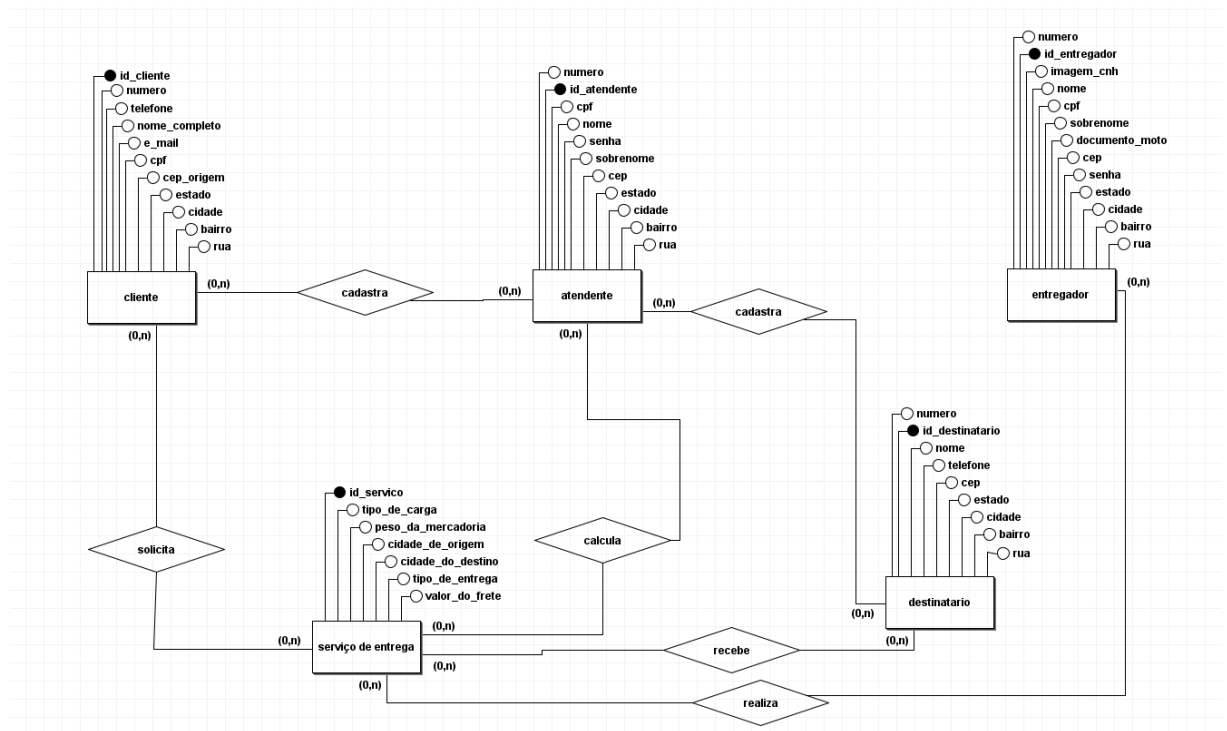 id_cliente
numero
telefone
nome_completo
e_mail
cpf
cep_origem
estado
cidade
bairro
rua
cliente
(0,n)
(0,n)
cadastra
(0,n)
numero
id_atendente
cpf
nome
senha
sobrenome
cep
estado
cidade
bairro
rua
atendente
(0,n)
(0,n)
cadastra
numero
id_entregador
imagem_cnh
nome
cpf
sobrenome
documento_moto
cep
senha
estado
cidade
bairro
rua
entregador
(0,n)
numero
id_destinatario
nome
telefone
cep
estado
cidade
bairro
rua
destinatario
(0,n)
(0,n)
solicita
id_servico
tipo_de_carga
peso_da_mercadoria
cidade_de_origem
cidade_do_destino
tipo_de_entrega
valor_do_frete
calcula
(0,n)
serviço de entrega
(0,n)
(0,n)
(0,n)
recebe
realiza